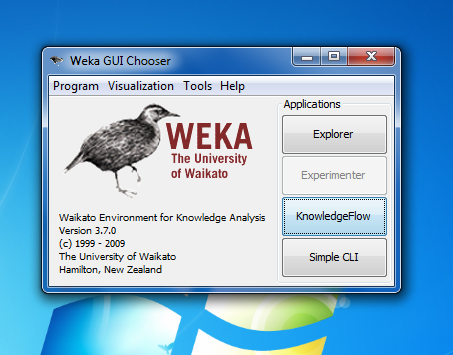 Weka GUI Chooser
Program Visualization Tools Help
WEKA
The University
of Waikato
Waikato Environment for Knowledge Analysis
Version 3.7.0
(c) 1999 - 2009
The University of Waikato
Hamilton, New Zealand
Applications
Explorer
Experimenter
KnowledgeFlow
Simple CLI